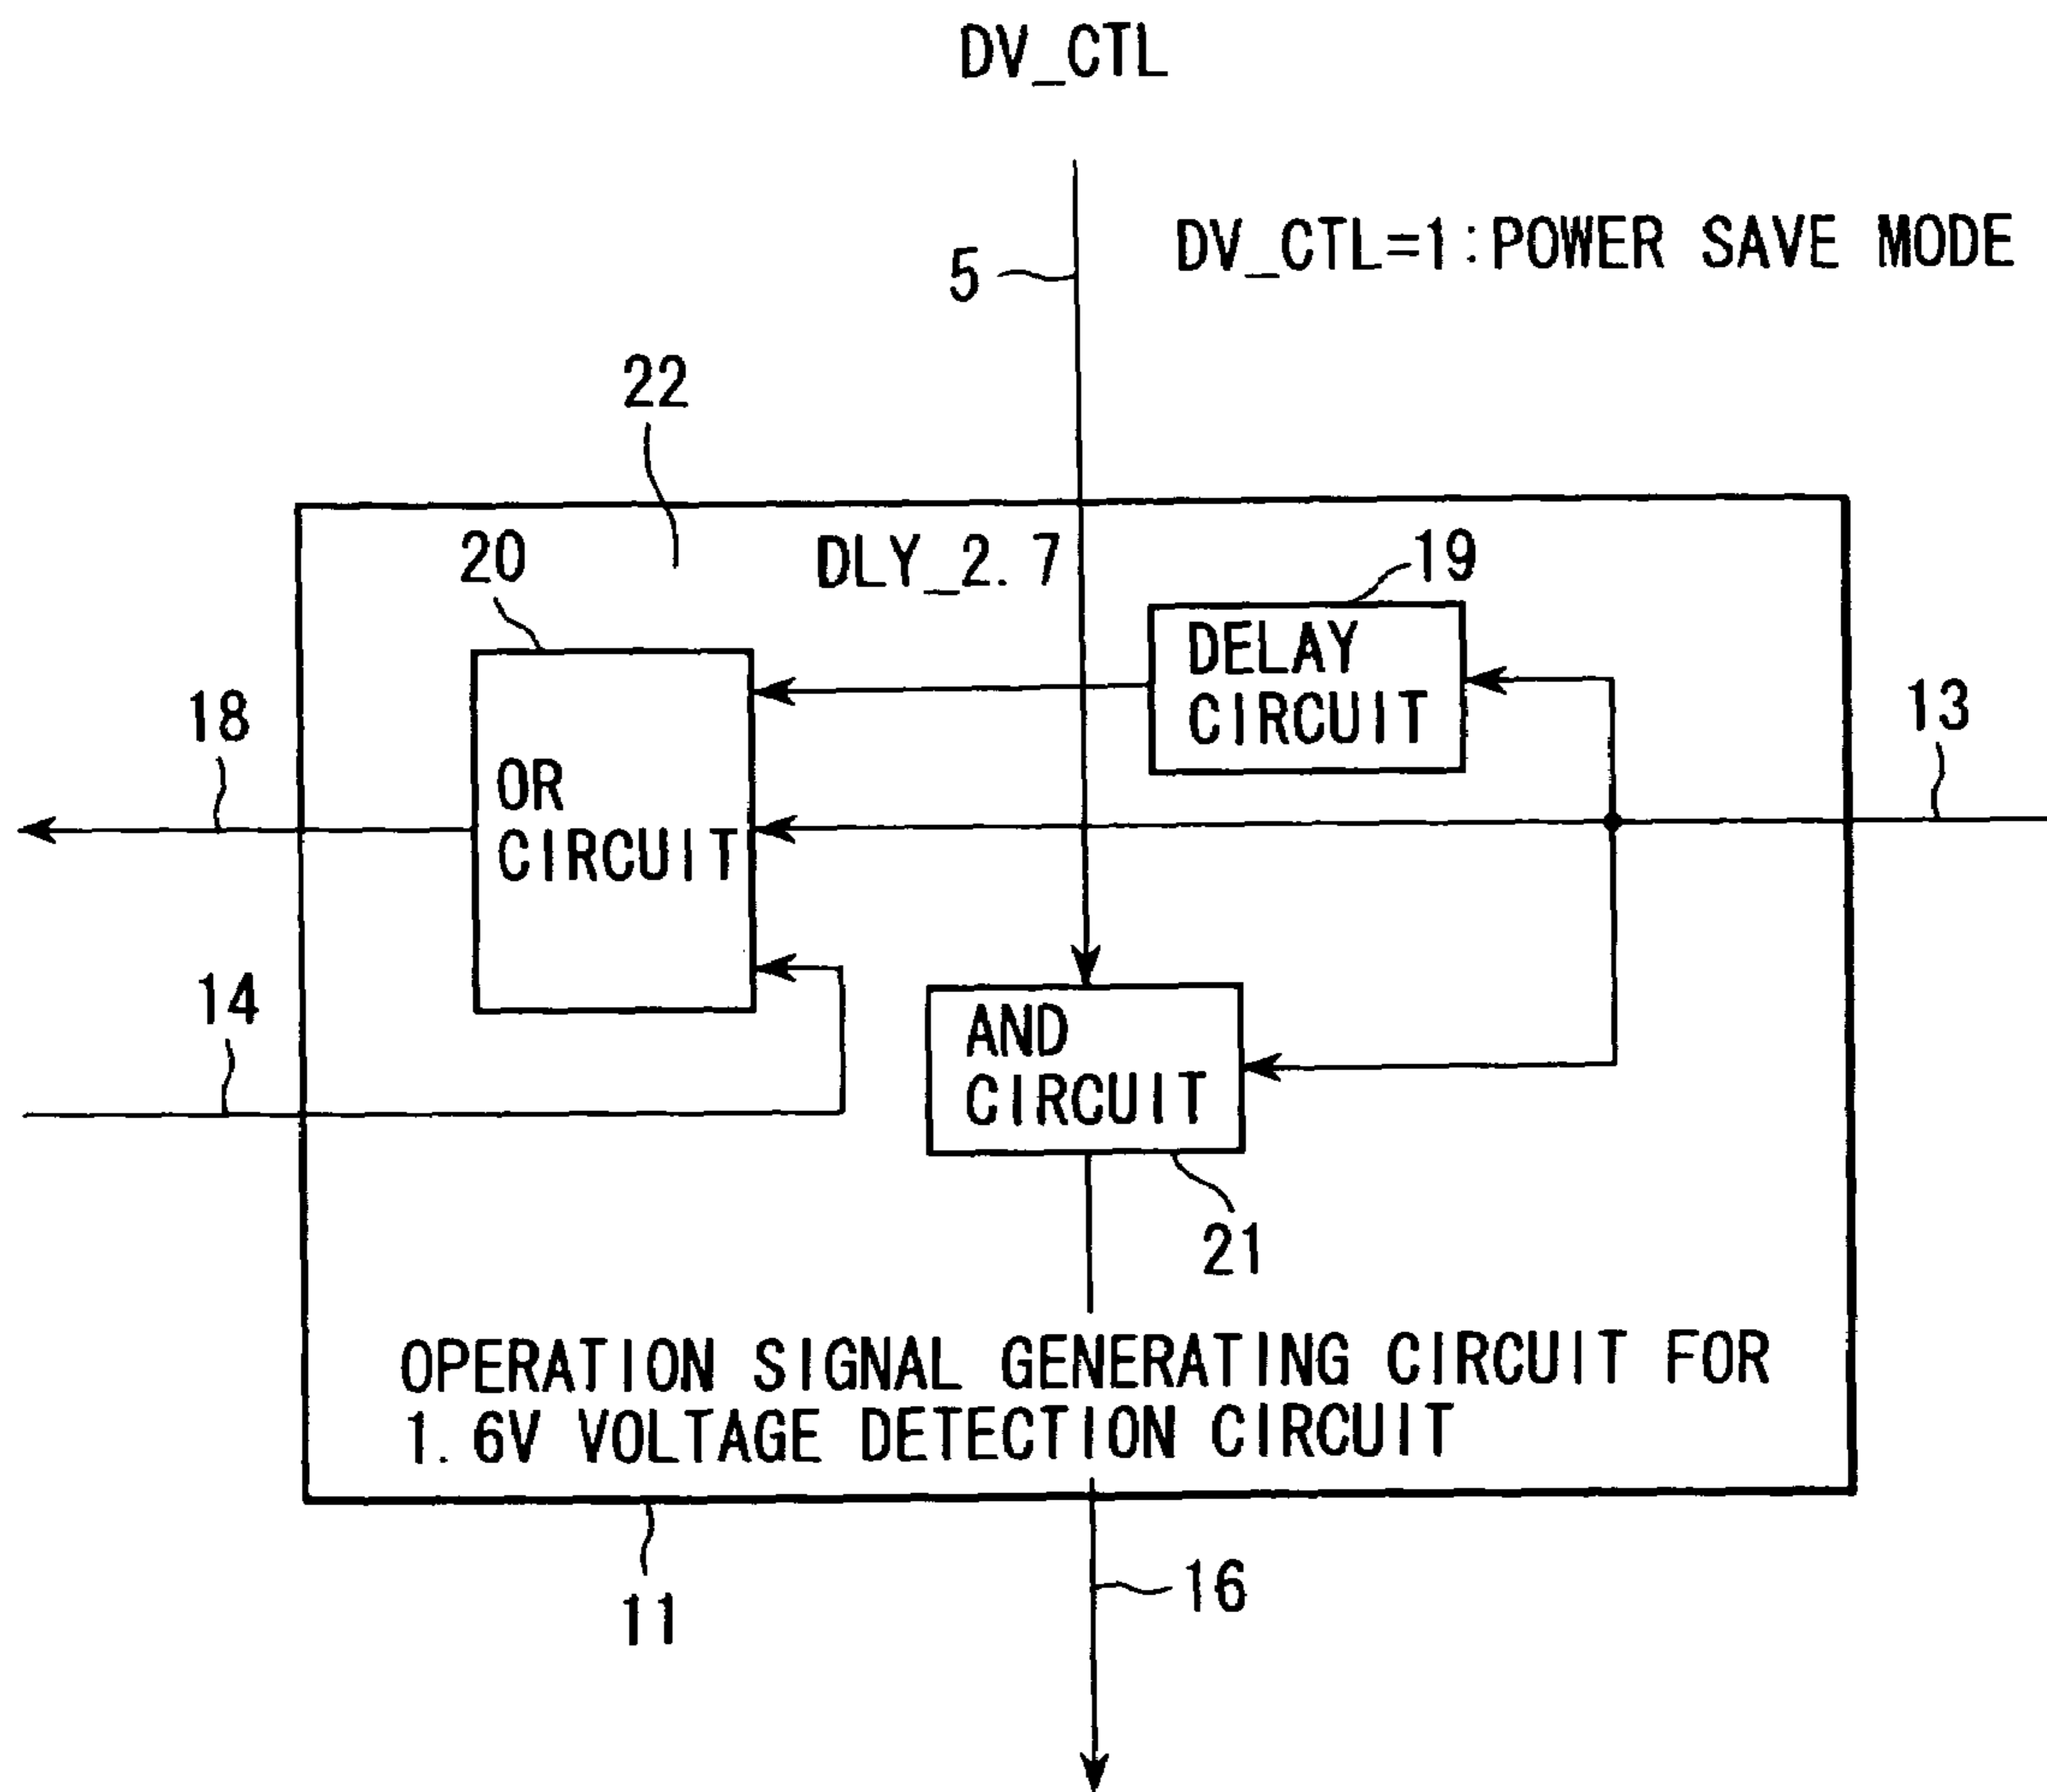 DV_CTL
5
DV_CTL=1:POWER SAVE MODE
22
20
DLY_2.7
19
DELAY
CIRCUIT
18
13
OR
CIRCUIT
14
AND
CIRCUIT
21
OPERATION SIGNAL GENERATING CIRCUIT FOR
1.6V VOLTAGE DETECTION CIRCUIT
11
16